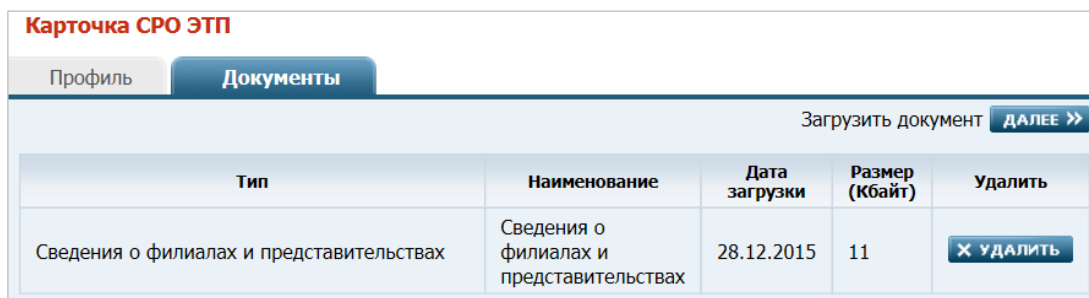 Карточка СРО ЭТП
Профиль Документы
Загрузить документ ДАЛЕЕ »
Тип Наименование Дата загрузки Размер (Кбайт) Удалить
Сведения о филиалах и представительствах Сведения о филиалах и представительствах 28.12.2015 11 X УДАЛИТЬ